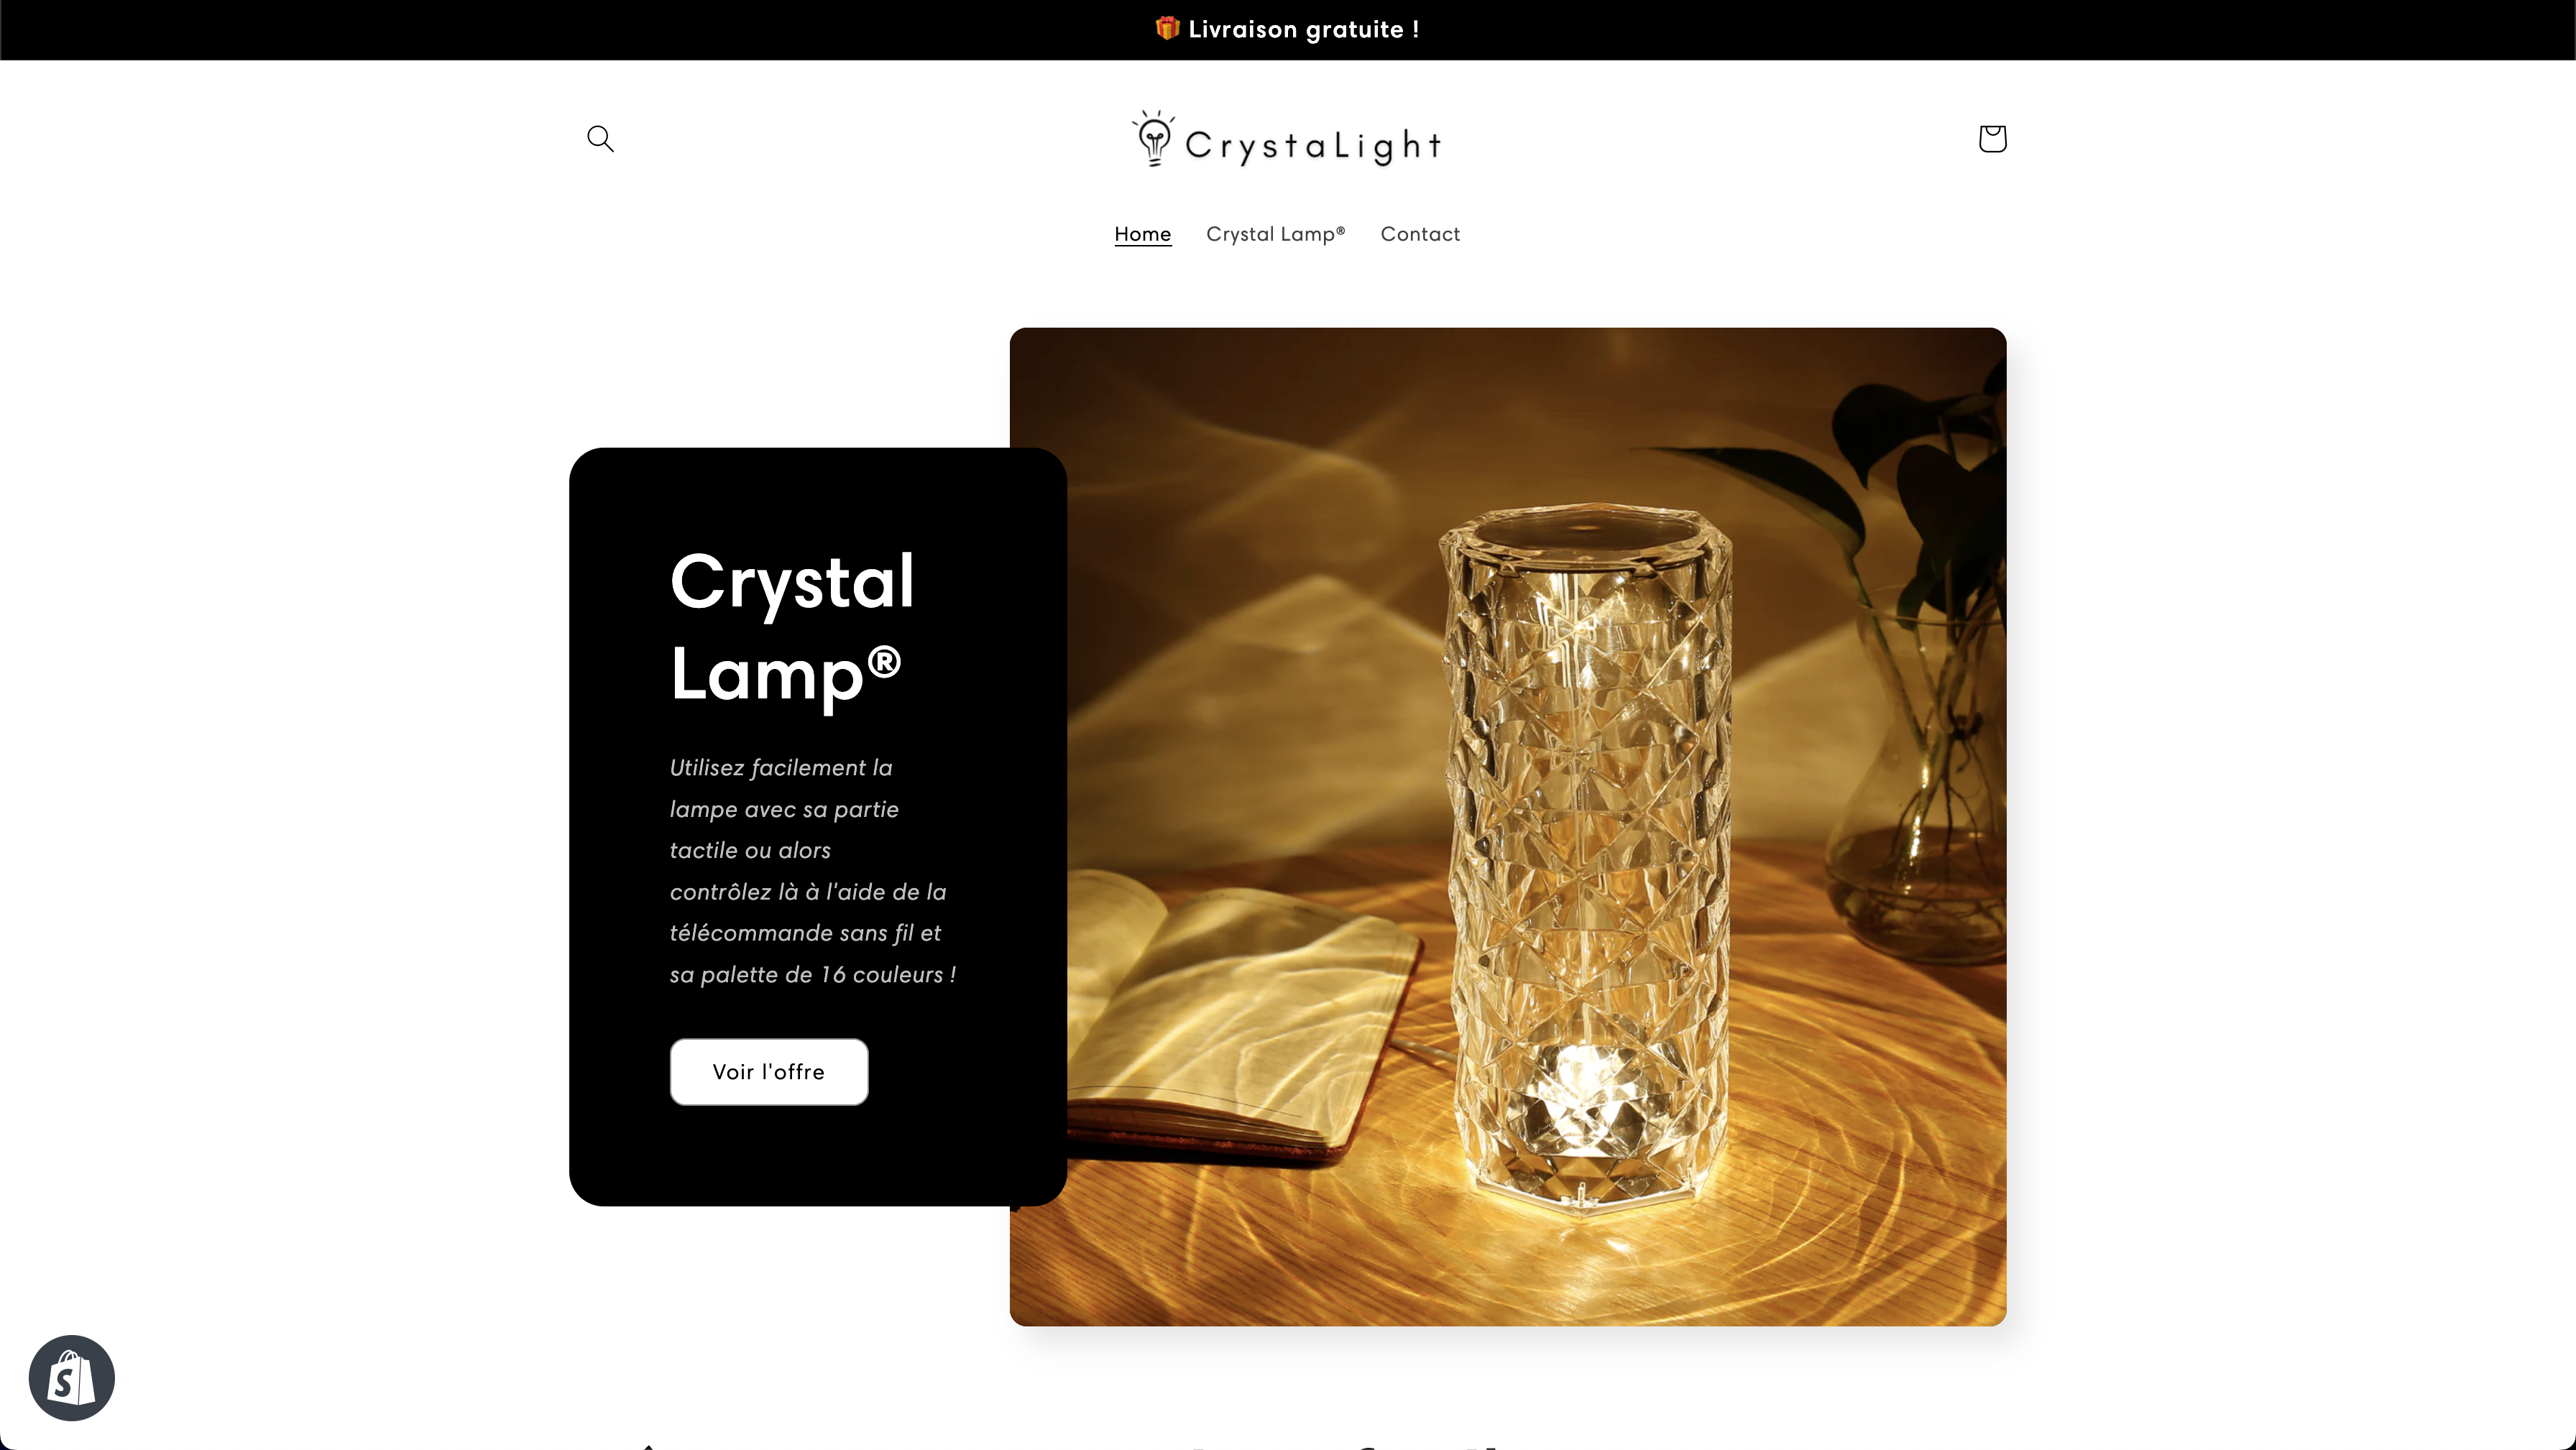 🎁 Livraison gratuite !
CrystaLight
Home Crystal Lamp® Contact
Crystal
Lamp®
Utilisez facilement la
lampe avec sa partie
tactile ou alors
contrôlez là à l'aide de la
télécommande sans fil et
sa palette de 16 couleurs !
Voir l'offre